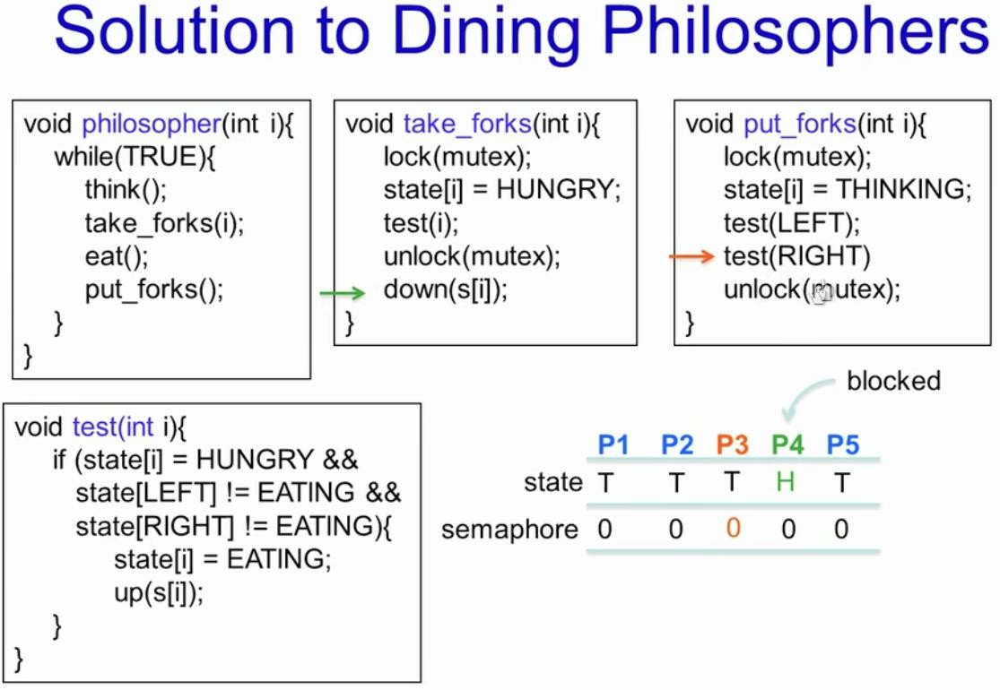 Solution to Dining Philosophers
void philosopher(int i){
while(TRUE){
think();
take_forks(i);
eat();
put_forks();
}
}
void take_forks(int i){
lock(mutex);
state[i] = HUNGRY;
test(i);
unlock(mutex);
down(s[i]);
}
void put_forks(int i){
lock(mutex);
state[i] = THINKING;
test(LEFT);
test(RIGHT)
unlock(mutex);
}
void test(int i){
if (state[i] = HUNGRY &&
state[LEFT] != EATING &&
state[RIGHT] != EATING){
state[i] = EATING;
up(s[i]);
}
}
blocked
P1 P2 P3 P4 P5
state T T T H T
semaphore 0 0 0 0 0